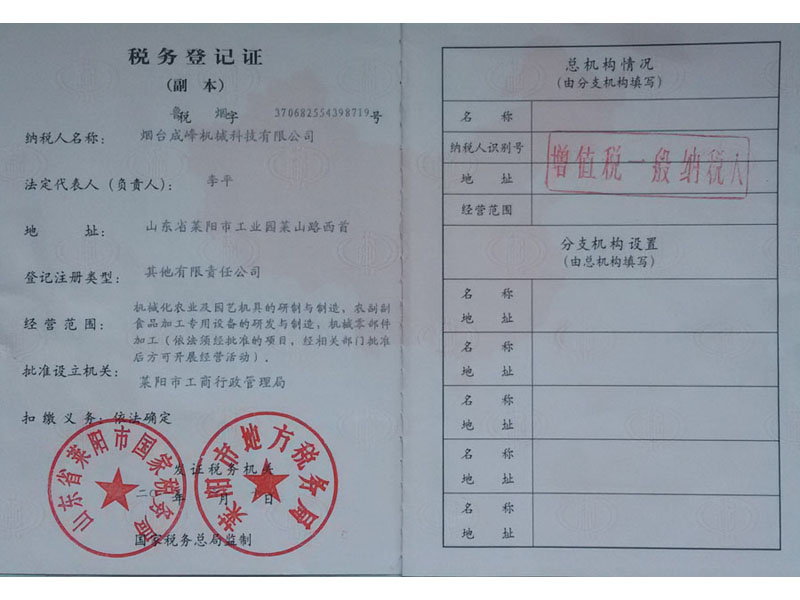 税务登记证
(副 本)
鲁税 烟字 370682554398719号
纳税人名称: 烟台成峰机械科技有限公司
法定代表人(负责人): 李平
地 址: 山东省莱阳市工业园莱山路西首
登记注册类型: 其他有限责任公司
经营范围: 机械化农业及园艺机具的研制与制造，农副副
食品加工专用设备的研发与制造，机械零部件
加工(依法须经批准的项目，经相关部门批准
后方可开展经营活动)。
批准设立机关: 莱阳市工商行政管理局
扣缴义务: 依法确定
山东省莱阳市国家税务局
莱阳市地方税务局
发证税务机关
二〇 年 月 日
国家税务总局监制
总机构情况
(由分支机构填写)
名 称
纳税人识别号
地 址
经营范围
增值税一般纳税人
分支机构设置
(由总机构填写)
名 称
地 址
名 称
地 址
名 称
地 址
名 称
地 址
名 称
地 址